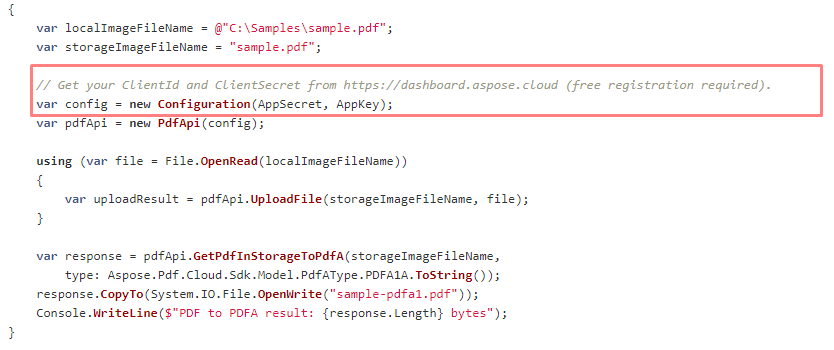 {
var localImageFileName = @"C:\Samples\sample.pdf";
var storageImageFileName = "sample.pdf";
// Get your ClientId and ClientSecret from https://dashboard.aspose.cloud (free registration required).
var config = new Configuration(AppSecret, AppKey);
var pdfApi = new PdfApi(config);
using (var file = File.OpenRead(localImageFileName))
{
var uploadResult = pdfApi.UploadFile(storageImageFileName, file);
}
var response = pdfApi.GetPdfInStorageToPdfA(storageImageFileName,
type: Aspose.Pdf.Cloud.Sdk.Model.PdfAType.PDFA1A.ToString());
response.CopyTo(System.IO.File.OpenWrite("sample-pdfa1.pdf"));
Console.WriteLine($"PDF to PDFA result: {response.Length} bytes");
}